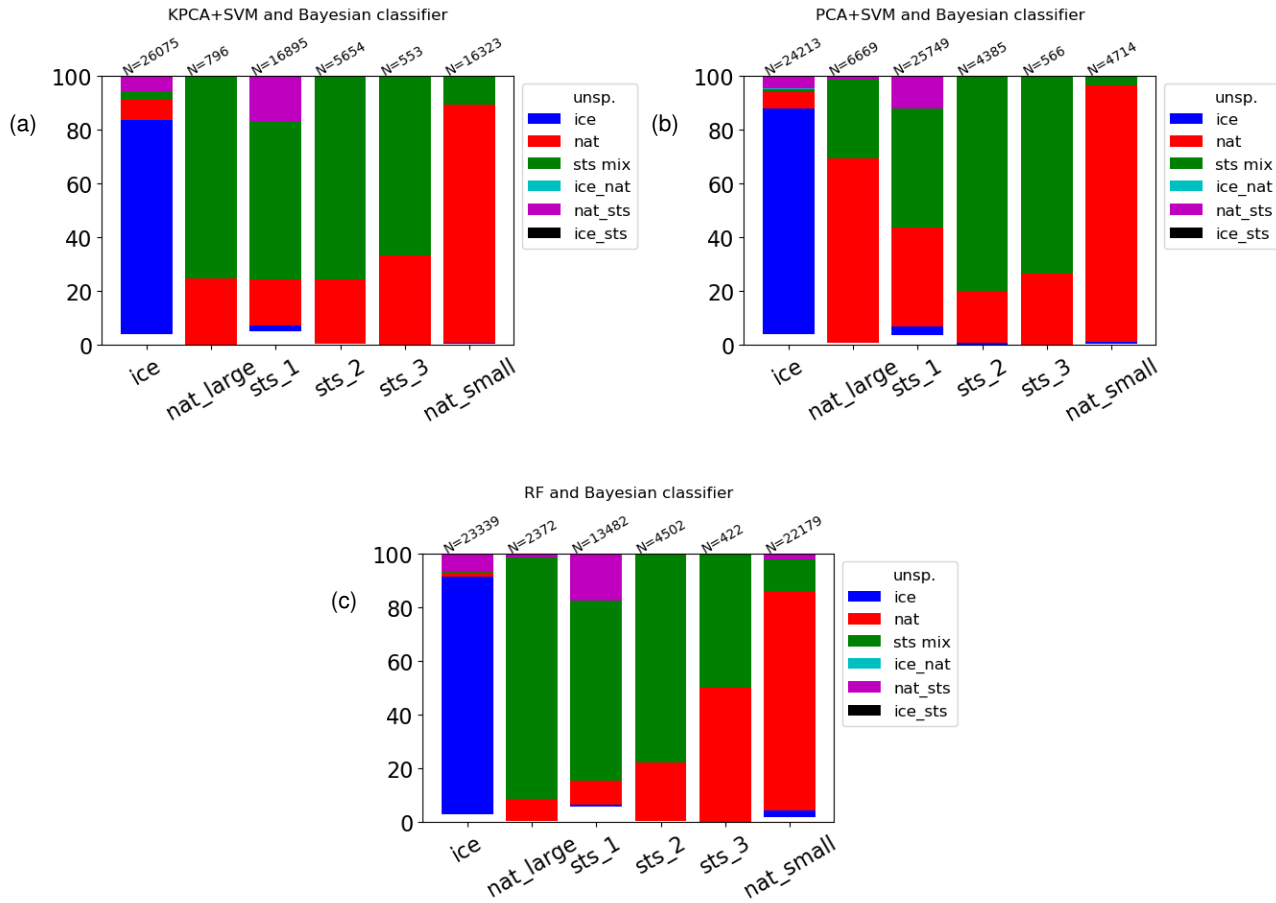 KPCA+SVM and Bayesian classifier
(a)
N=26075
N=796
N=16895
N=5654
N=553
N=16323
100
80
60
40
20
0
ice
nat_large
sts_1
sts_2
sts_3
nat_small
unsp.
ice
nat
sts mix
ice_nat
nat_sts
ice_sts
PCA+SVM and Bayesian classifier
(b)
N=24213
N=6669
N=25749
N=4385
N=566
N=4714
100
80
60
40
20
0
ice
nat_large
sts_1
sts_2
sts_3
nat_small
unsp.
ice
nat
sts mix
ice_nat
nat_sts
ice_sts
RF and Bayesian classifier
(c)
N=23339
N=2372
N=13482
N=4502
N=422
N=22179
100
80
60
40
20
0
ice
nat_large
sts_1
sts_2
sts_3
nat_small
unsp.
ice
nat
sts mix
ice_nat
nat_sts
ice_sts